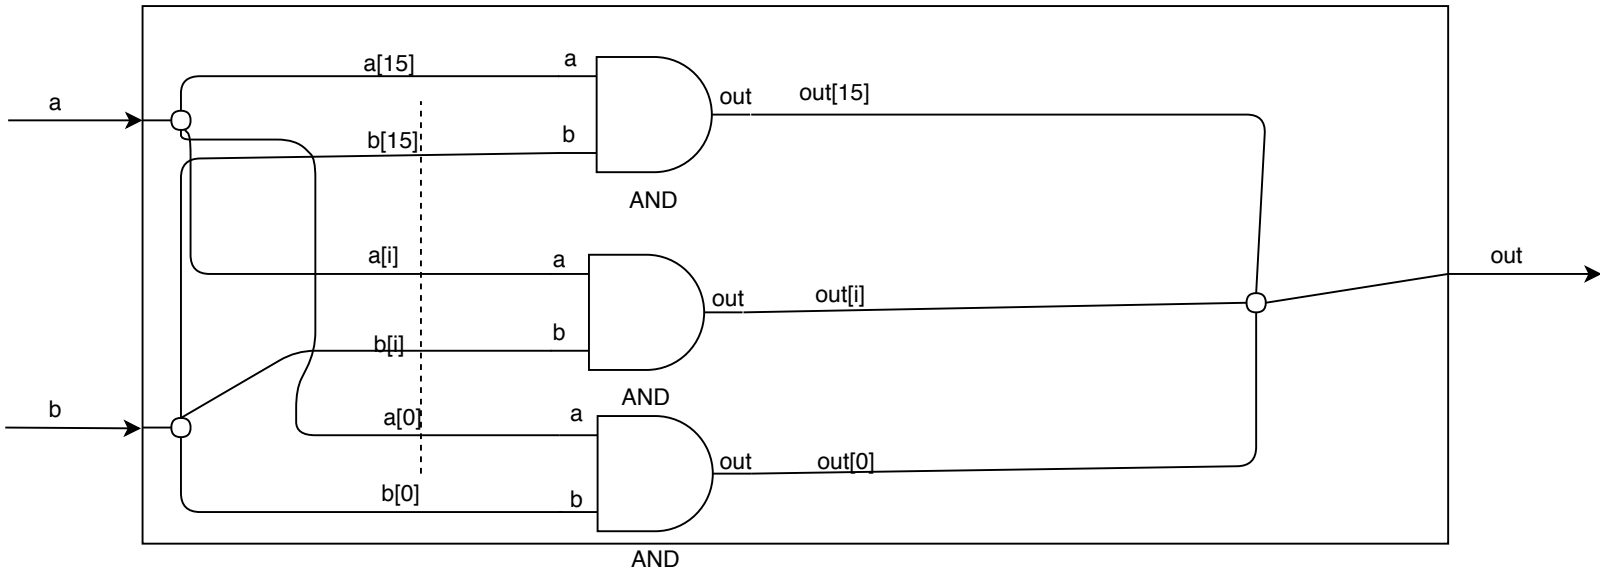 a[15]
a
a
out
out[15]
b[15]
b
AND
a[i]
a
out
out[i]
out
b[i]
b
AND
b
a[0]
a
out
out[0]
b[0]
b
AND